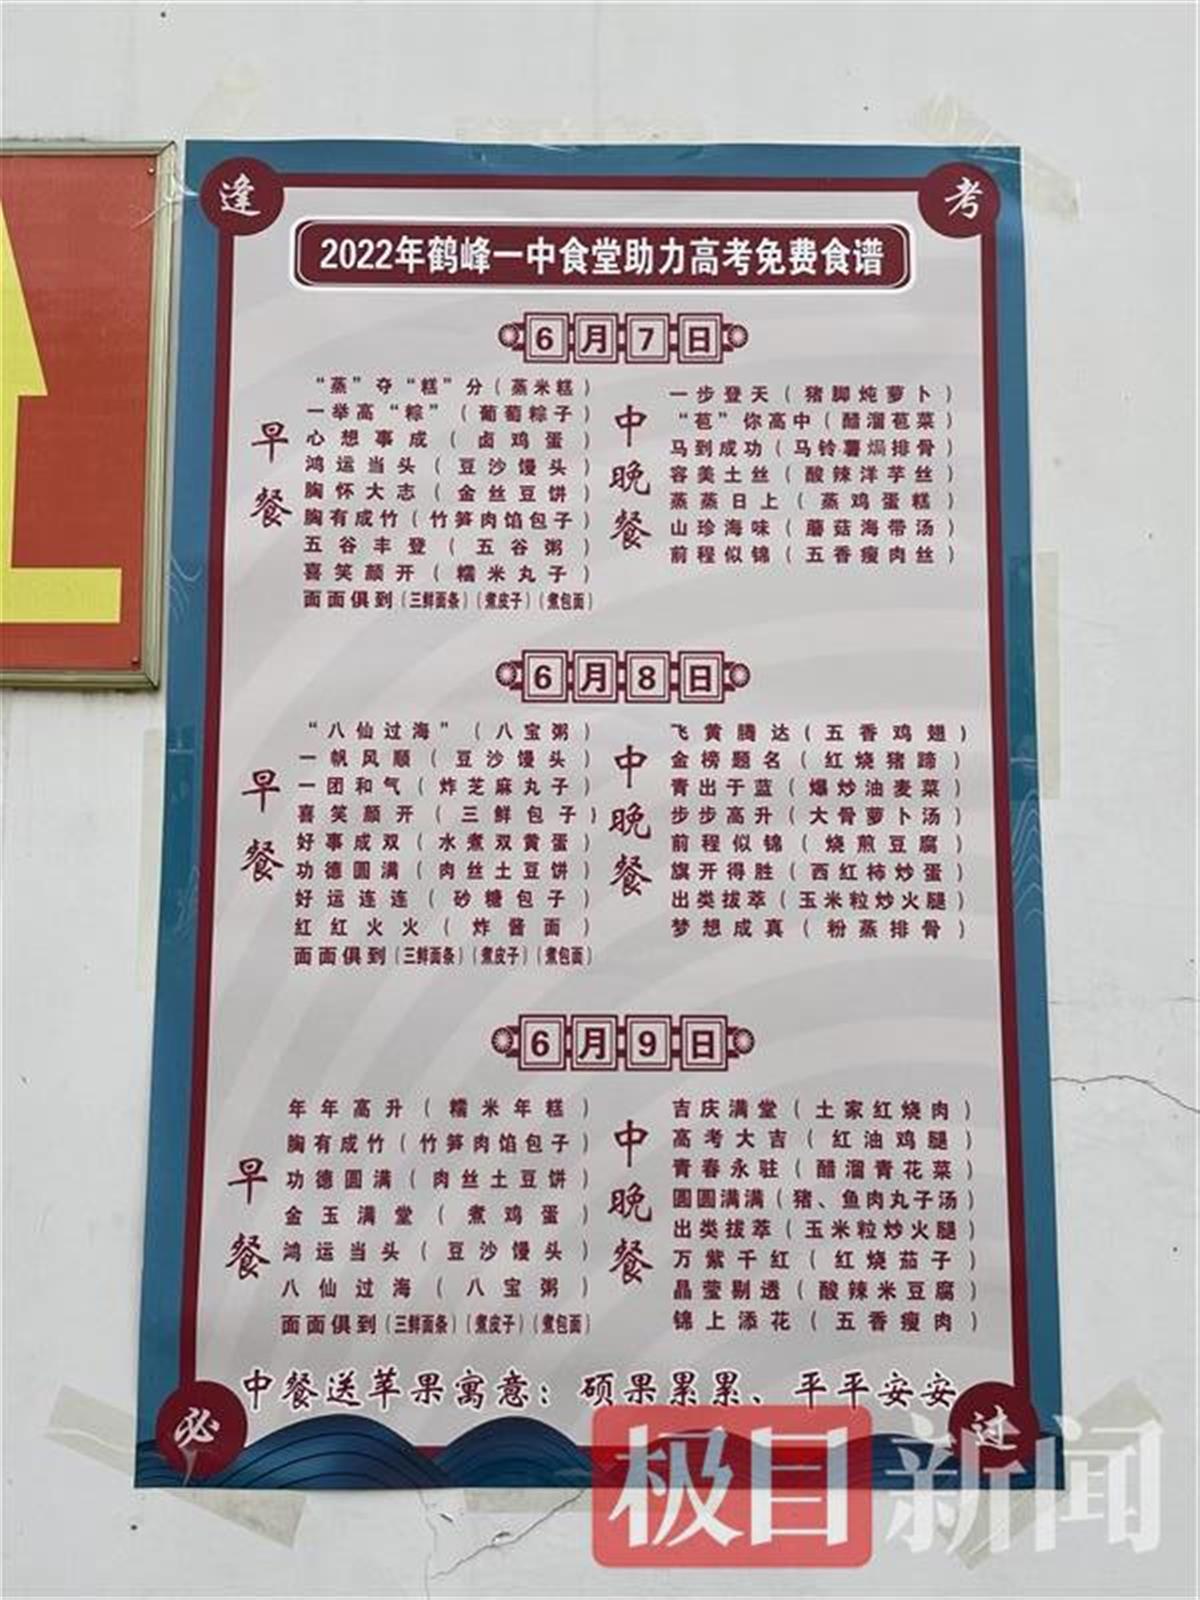 逢 考
2022年鹤峰一中食堂助力高考免费食谱
6月7日
早餐
“蒸”夺“糕”分(蒸米糕)
一举高“粽”(葡萄粽子)
心想事成(卤鸡蛋)
鸿运当头(豆沙馒头)
胸怀大志(金丝豆饼)
胸有成竹(竹笋肉馅包子)
五谷丰登(五谷粥)
喜笑颜开(糯米丸子)
面面俱到(三鲜面条)(煮皮子)(煮包面)
中晚餐
一步登天(猪脚炖萝卜)
“苞”你高中(醋溜苞菜)
马到成功(马铃薯焗排骨)
容美土丝(酸辣洋芋丝)
蒸蒸日上(蒸鸡蛋糕)
山珍海味(蘑菇海带汤)
前程似锦(五香瘦肉丝)
6月8日
早餐
“八仙过海”(八宝粥)
一帆风顺(豆沙馒头)
一团和气(炸芝麻丸子)
喜笑颜开(三鲜包子)
好事成双(水煮双黄蛋)
功德圆满(肉丝土豆饼)
好运连连(砂糖包子)
红红火火(炸酱面)
面面俱到(三鲜面条)(煮皮子)(煮包面)
中晚餐
飞黄腾达(五香鸡翅)
金榜题名(红烧猪蹄)
青出于蓝(爆炒油麦菜)
步步高升(大骨萝卜汤)
前程似锦(烧煎豆腐)
旗开得胜(西红柿炒蛋)
出类拔萃(玉米粒炒火腿)
梦想成真(粉蒸排骨)
6月9日
早餐
年年高升(糯米年糕)
胸有成竹(竹笋肉馅包子)
功德圆满(肉丝土豆饼)
金玉满堂(煮鸡蛋)
鸿运当头(豆沙馒头)
八仙过海(八宝粥)
面面俱到(三鲜面条)(煮皮子)(煮包面)
中晚餐
吉庆满堂(土家红烧肉)
高考大吉(红油鸡腿)
青春永驻(醋溜青花菜)
圆圆满满(猪、鱼肉丸子汤)
出类拔萃(玉米粒炒火腿)
万紫千红(红烧茄子)
晶莹剔透(酸辣米豆腐)
锦上添花(五香瘦肉)
中餐送苹果寓意：硕果累累、平平安安
必 过
极目新闻